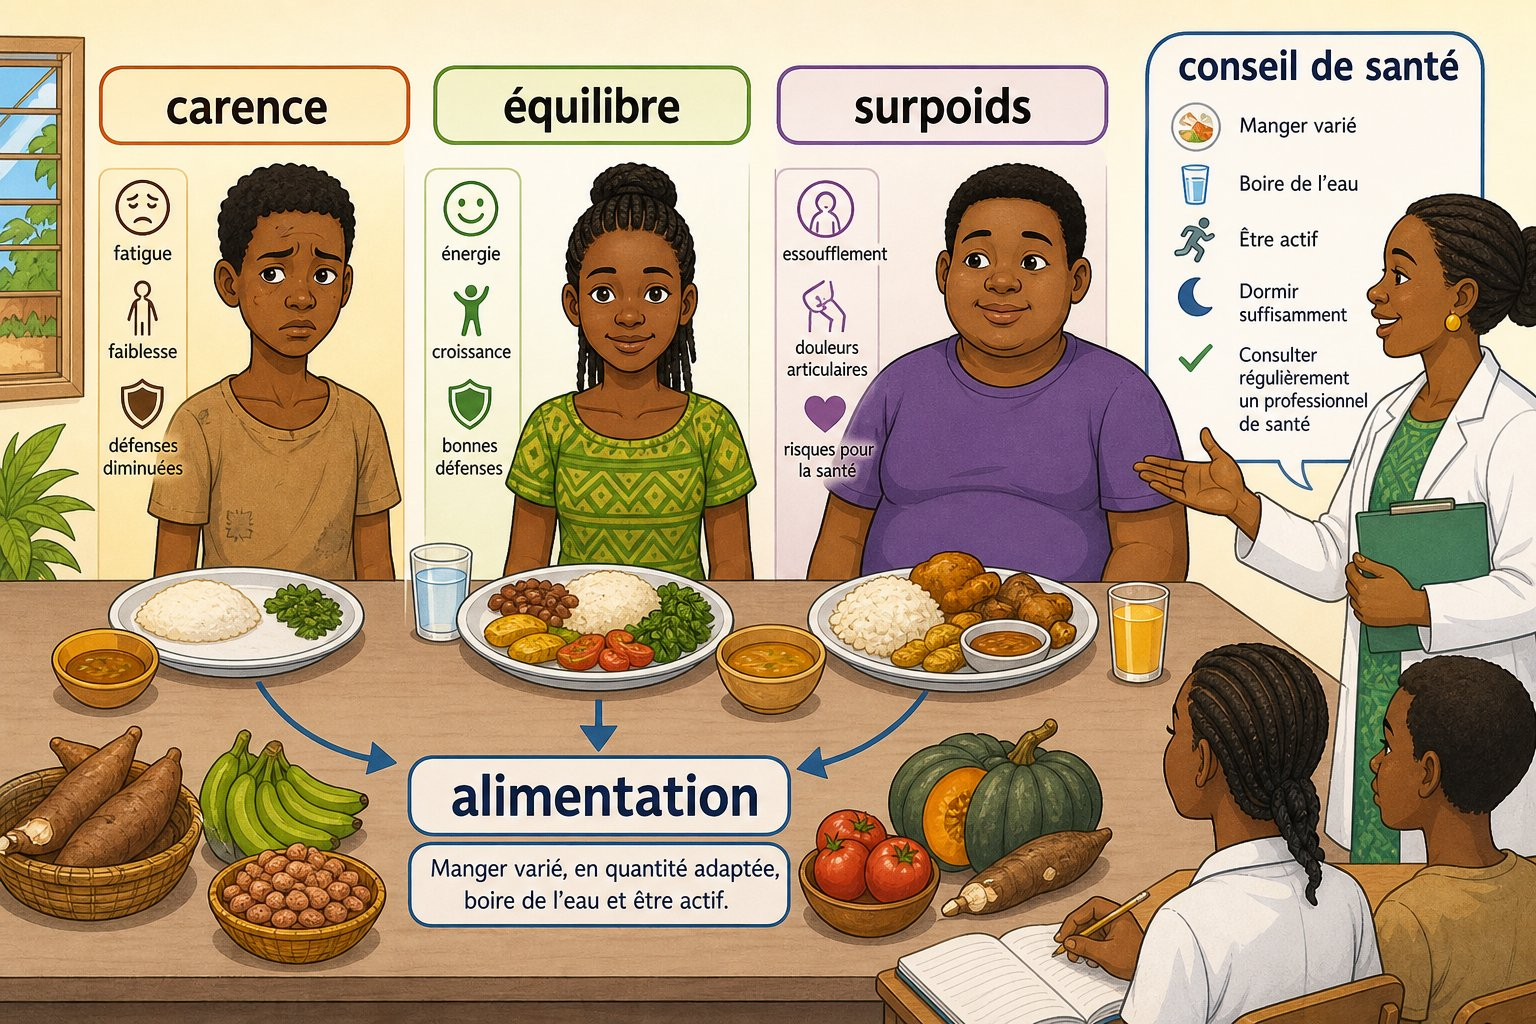 carence
fatigue
faiblesse
défenses
diminuées
équilibre
énergie
croissance
bonnes
défenses
surpoids
essoufflement
douleurs
articulaires
risques pour
la santé
conseil de santé
Manger varié
Boire de l'eau
Être actif
Dormir
suffisamment
Consulter
régulièrement
un professionnel
de santé
alimentation
Manger varié, en quantité adaptée,
boire de l'eau et être actif.